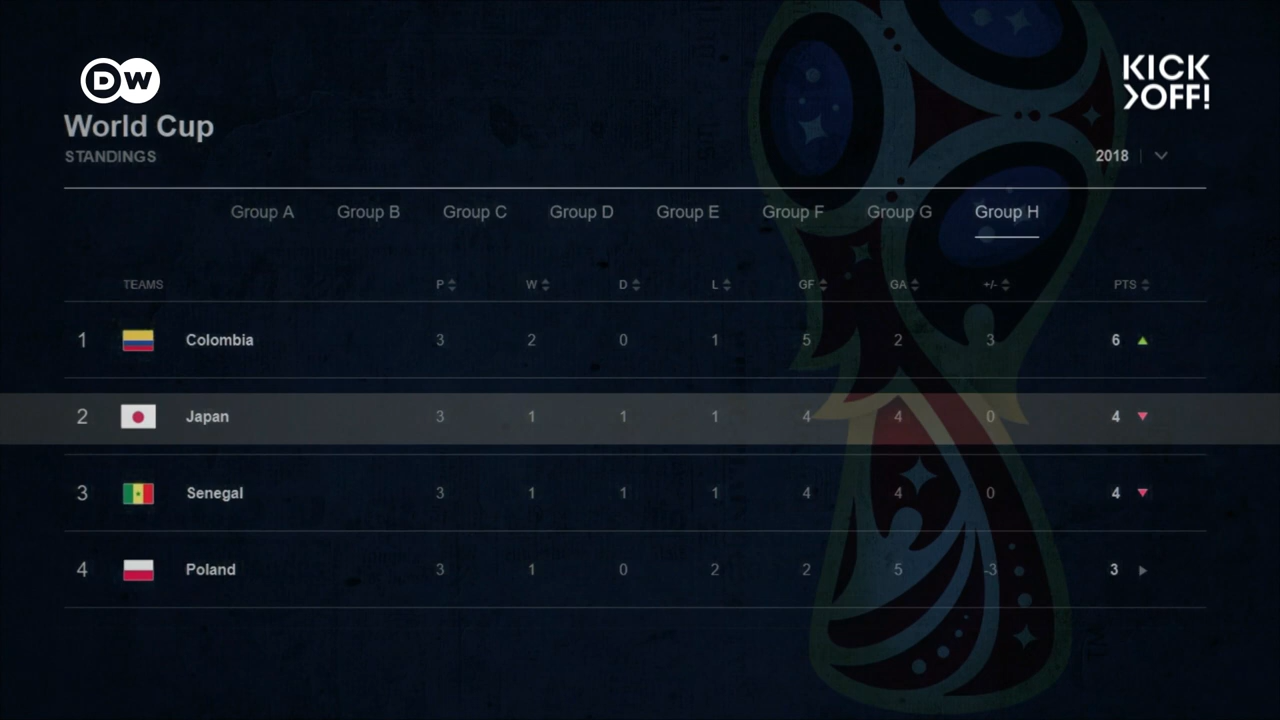 DW
KICK
OFF!
World Cup
STANDINGS
2018
Group A Group B Group C Group D Group E Group F Group G Group H
TEAMS P W D L GF GA +/- PTS
1 Colombia 3 2 0 1 5 2 3 6
2 Japan 3 1 1 1 4 4 0 4
3 Senegal 3 1 1 1 4 4 0 4
4 Poland 3 1 0 2 2 5 -3 3